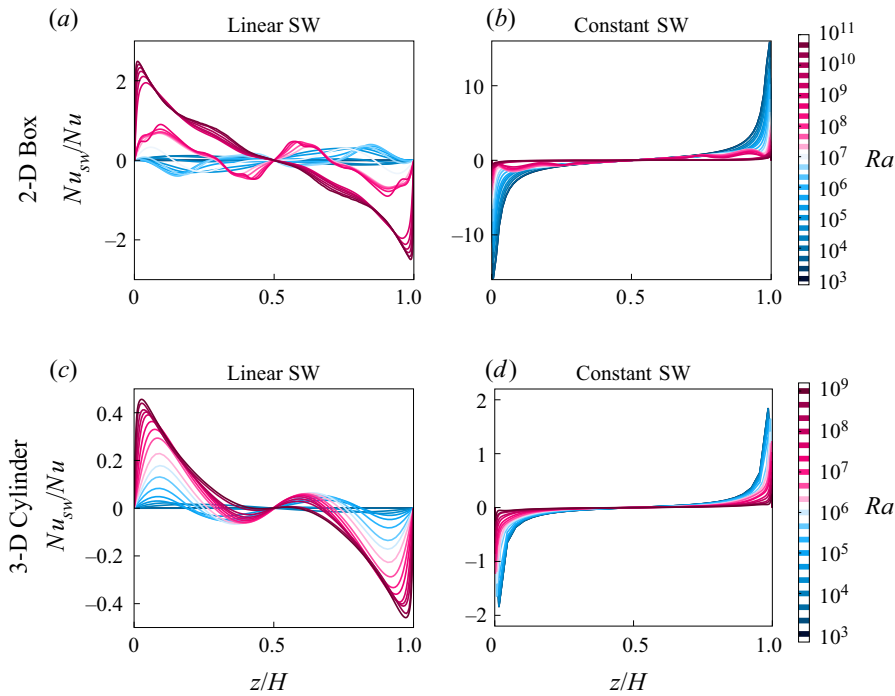 (a)
Linear SW
(b)
Constant SW
2-D Box
Nu_sw/Nu
2
0
−2
0
0.5
1.0
10
0
−10
0
0.5
1.0
10^11
10^10
10^9
10^8
10^7
10^6
10^5
10^4
10^3
Ra
(c)
Linear SW
(d)
Constant SW
3-D Cylinder
Nu_sw/Nu
0.4
0.2
0
−0.2
−0.4
0
0.5
1.0
z/H
2
1
0
−1
−2
0
0.5
1.0
z/H
10^9
10^8
10^7
10^6
10^5
10^4
10^3
Ra